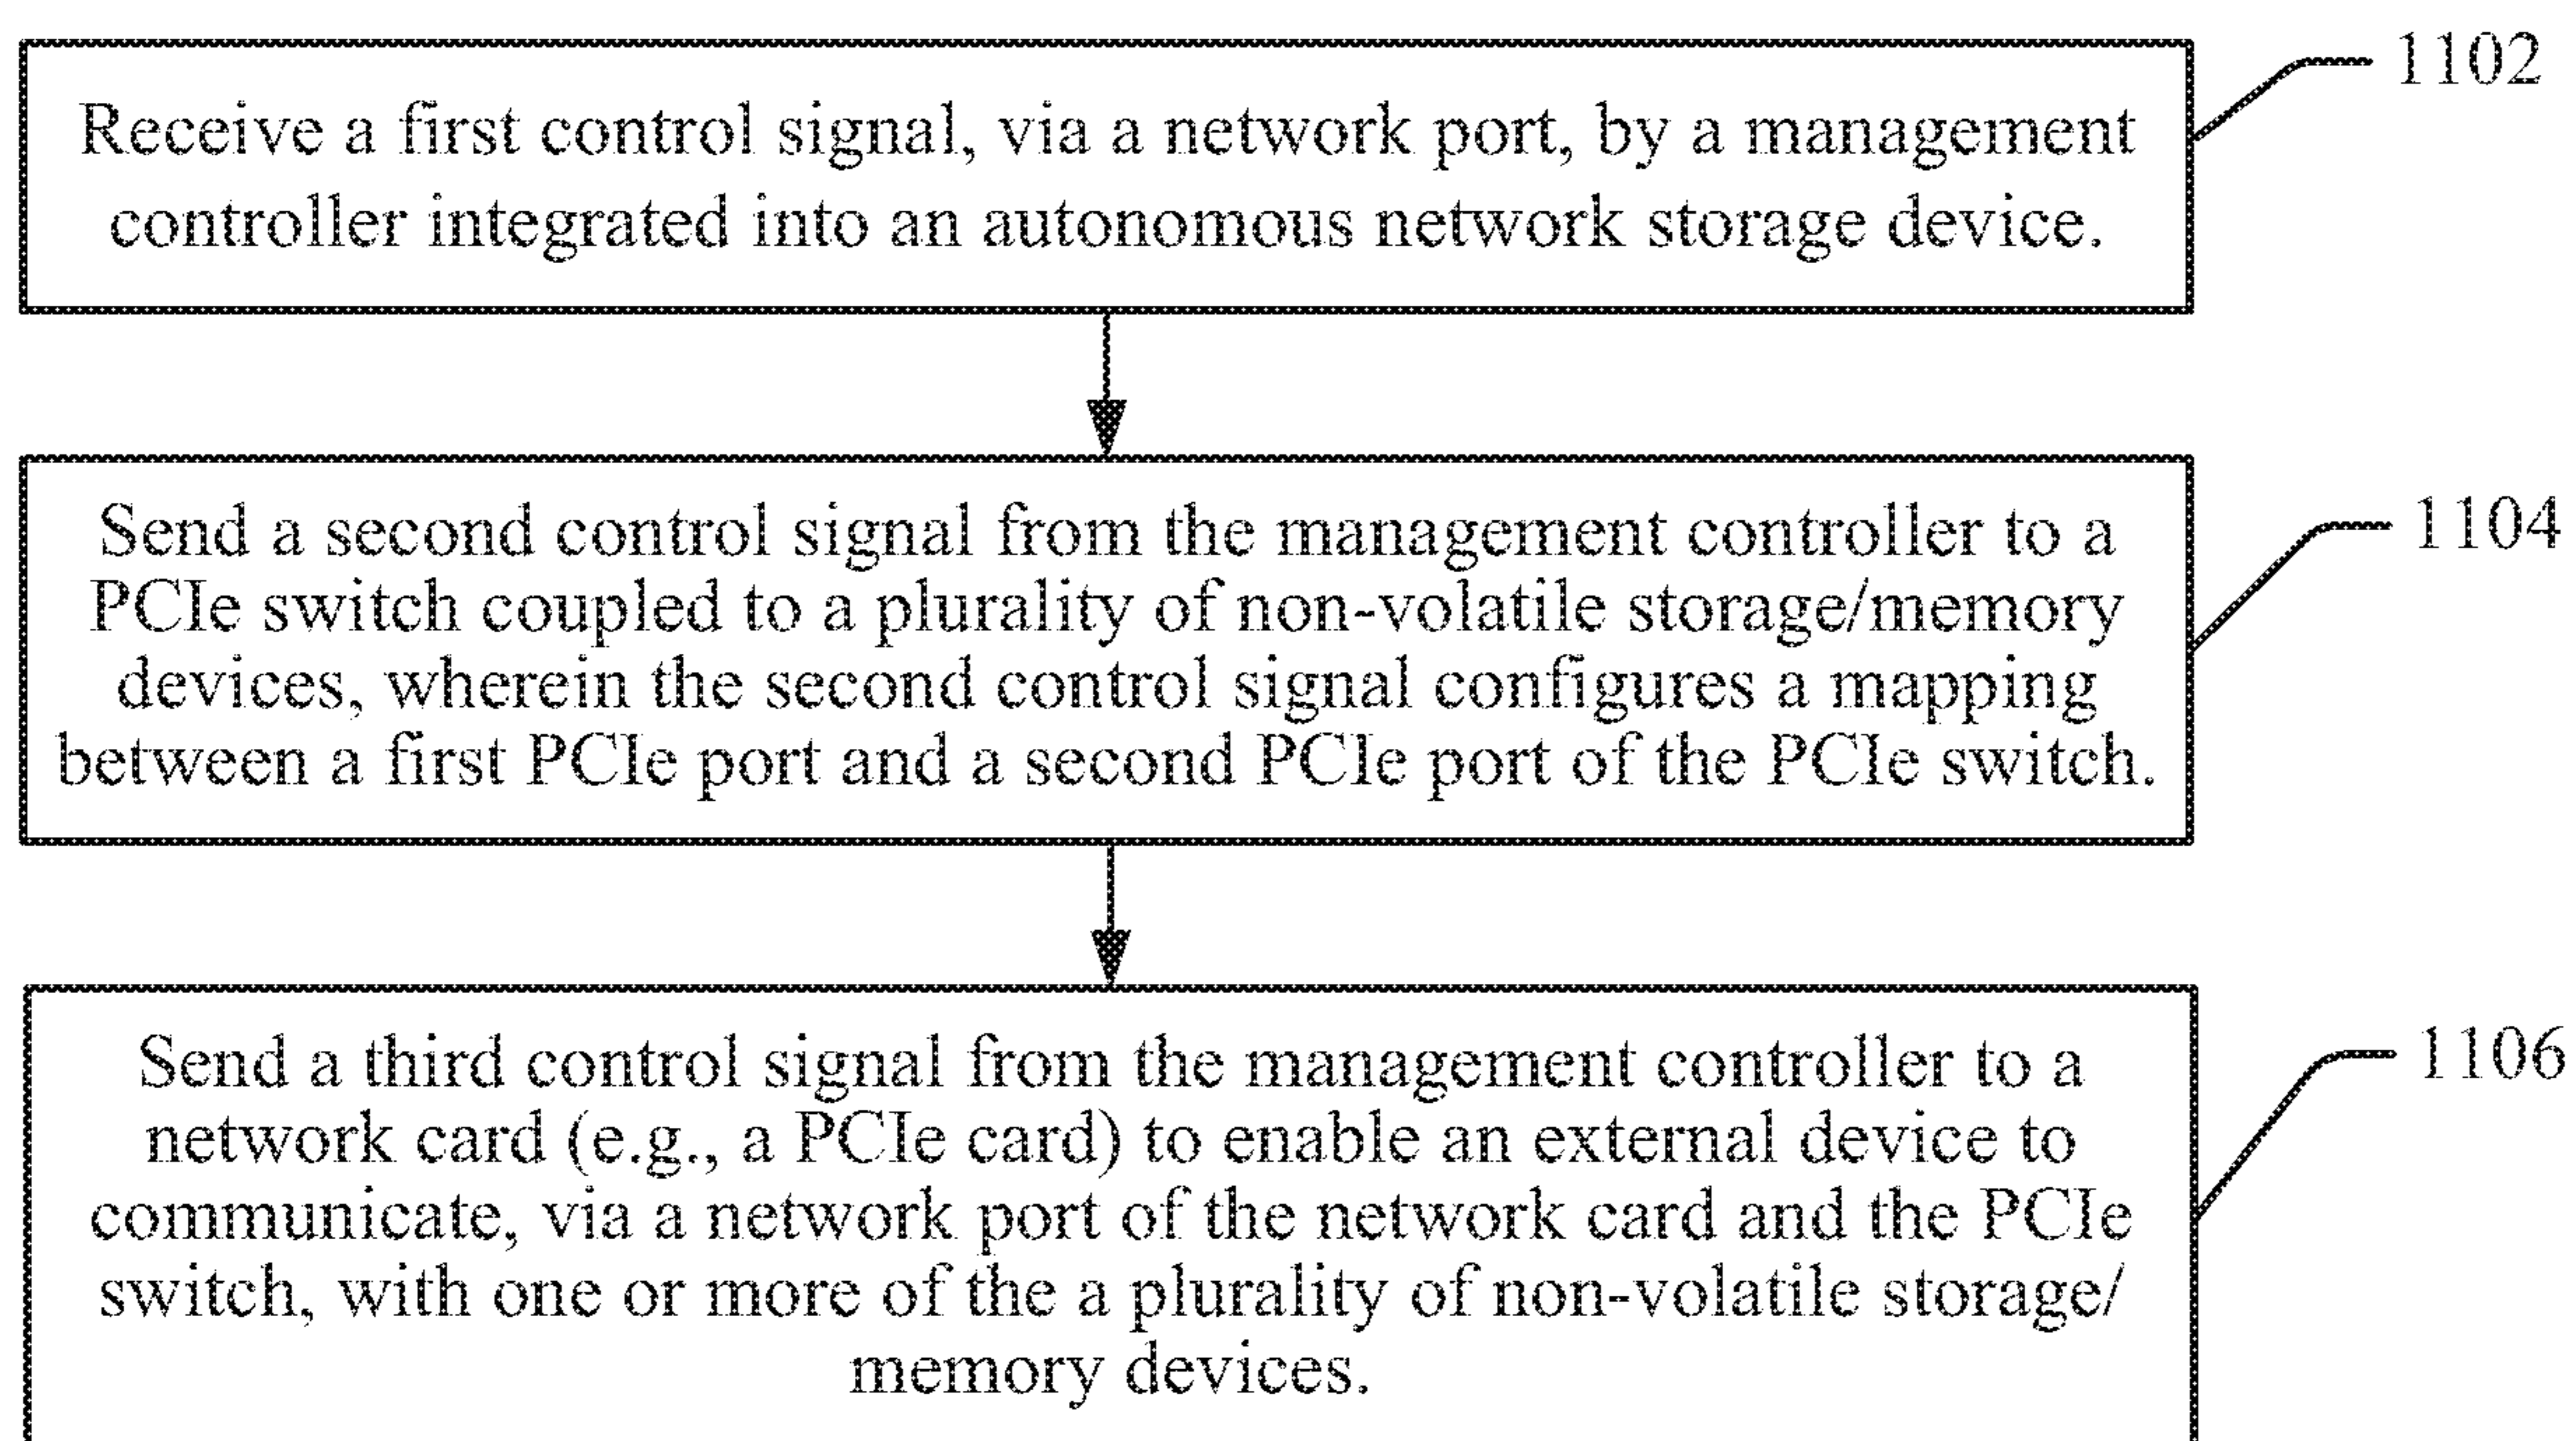 Receive a first control signal, via a network port, by a management
controller integrated into an autonomous network storage device.
1102
Send a second control signal from the management controller to a
PCIe switch coupled to a plurality of non-volatile storage/memory
devices, wherein the second control signal configures a mapping
between a first PCIe port and a second PCIe port of the PCIe switch.
1104
Send a third control signal from the management controller to a
network card (e.g., a PCIe card) to enable an external device to
communicate, via a network port of the network card and the PCIe
switch, with one or more of the a plurality of non-volatile storage/
memory devices.
1106